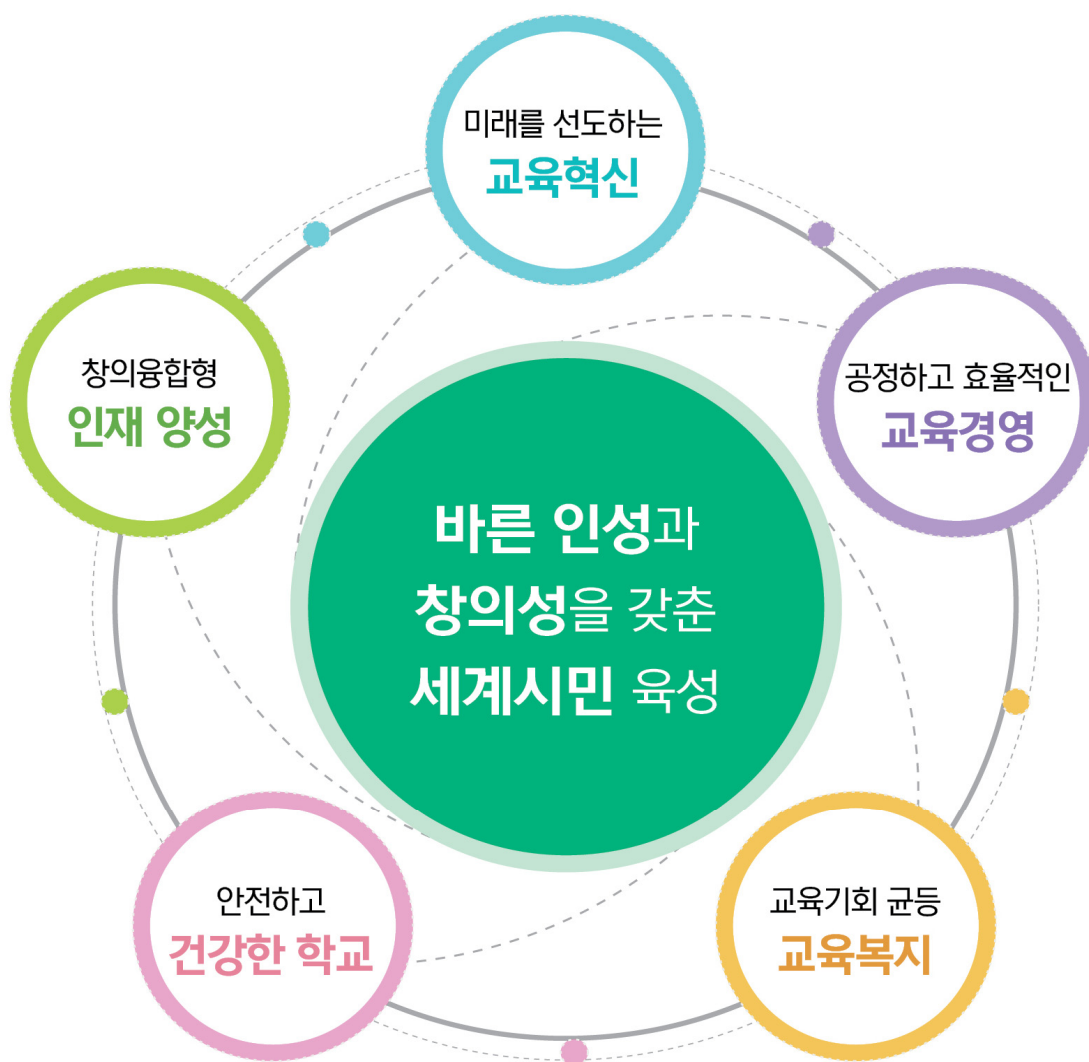 미래를 선도하는
교육혁신
창의융합형
인재 양성
공정하고 효율적인
교육경영
바른 인성과
창의성을 갖춘
세계시민 육성
안전하고
건강한 학교
교육기회 균등
교육복지